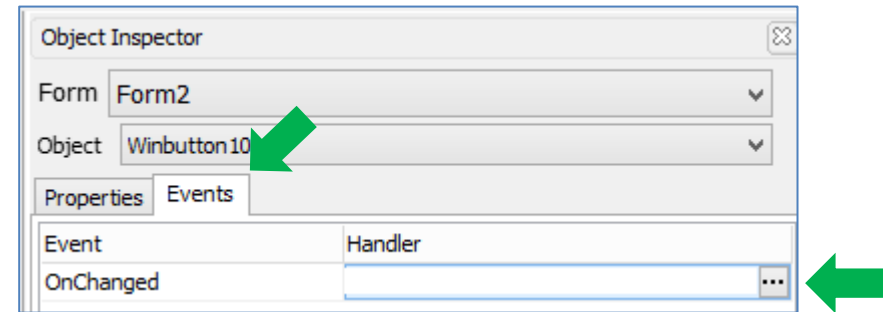 Object Inspector
Form Form2
Object Winbutton10
Properties Events
Event Handler
OnChanged ...